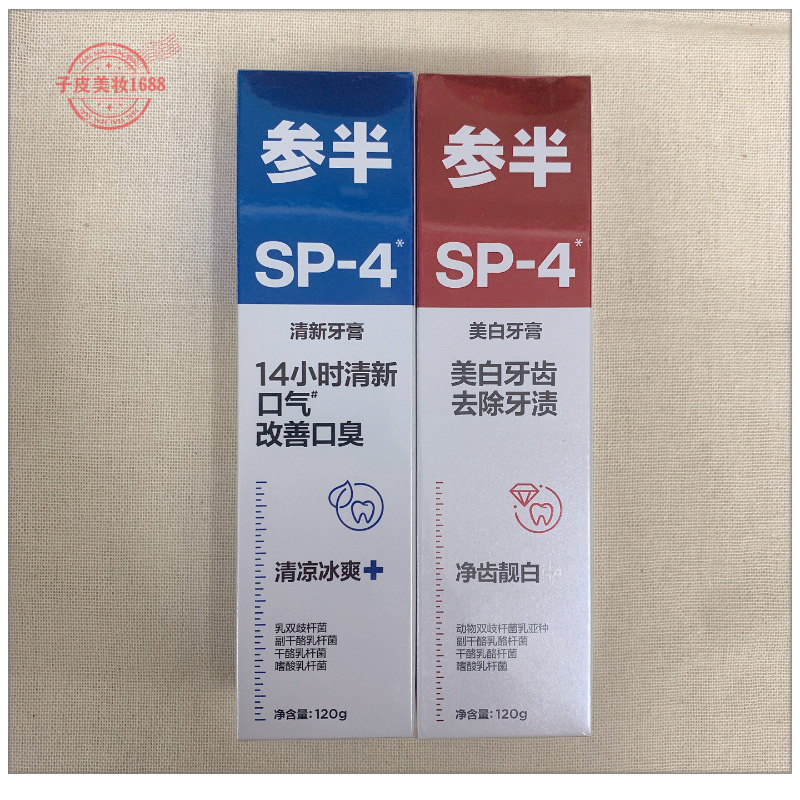 子皮美妆1688
参半
SP-4*
清新牙膏
14小时清新
口气#
改善口臭
清凉冰爽+
乳双歧杆菌
副干酪乳杆菌
干酪乳杆菌
嗜酸乳杆菌
净含量:120g
参半
SP-4*
美白牙膏
美白牙齿
去除牙渍
净齿靓白+
动物双歧杆菌乳亚种
副干酪乳酪杆菌
干酪乳酪杆菌
嗜酸乳杆菌
净含量:120g